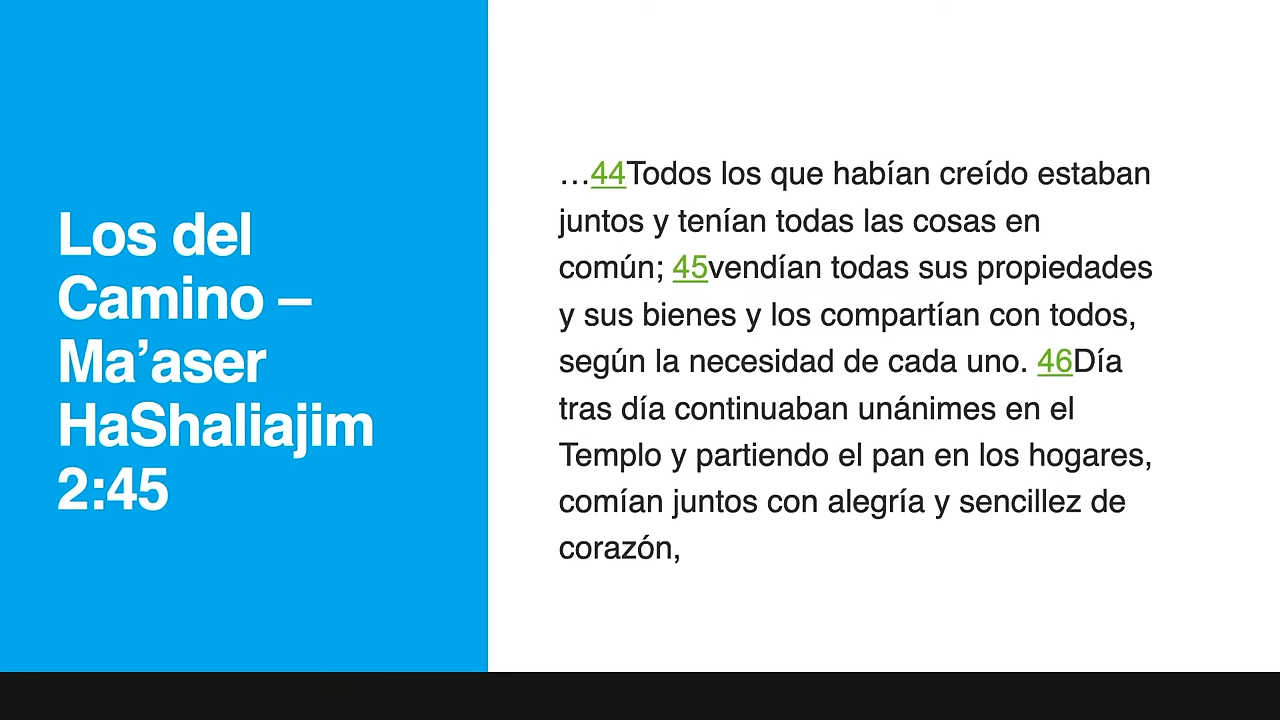 Los del
Camino –
Ma’aser
HaShaliajim
2:45
…44Todos los que habían creído estaban
juntos y tenían todas las cosas en
común; 45vendían todas sus propiedades
y sus bienes y los compartían con todos,
según la necesidad de cada uno. 46Día
tras día continuaban unánimes en el
Templo y partiendo el pan en los hogares,
comían juntos con alegría y sencillez de
corazón,